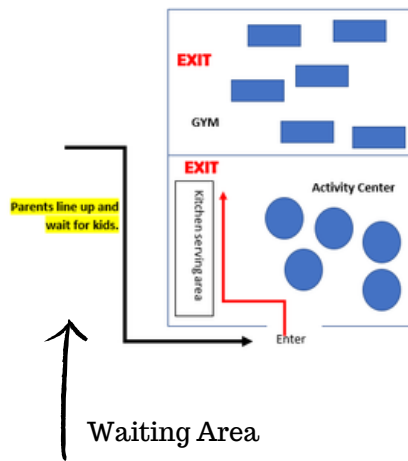 EXIT
GYM
EXIT
Kitchen serving area
Activity Center
Parents line up and
wait for kids.
Enter
Waiting Area